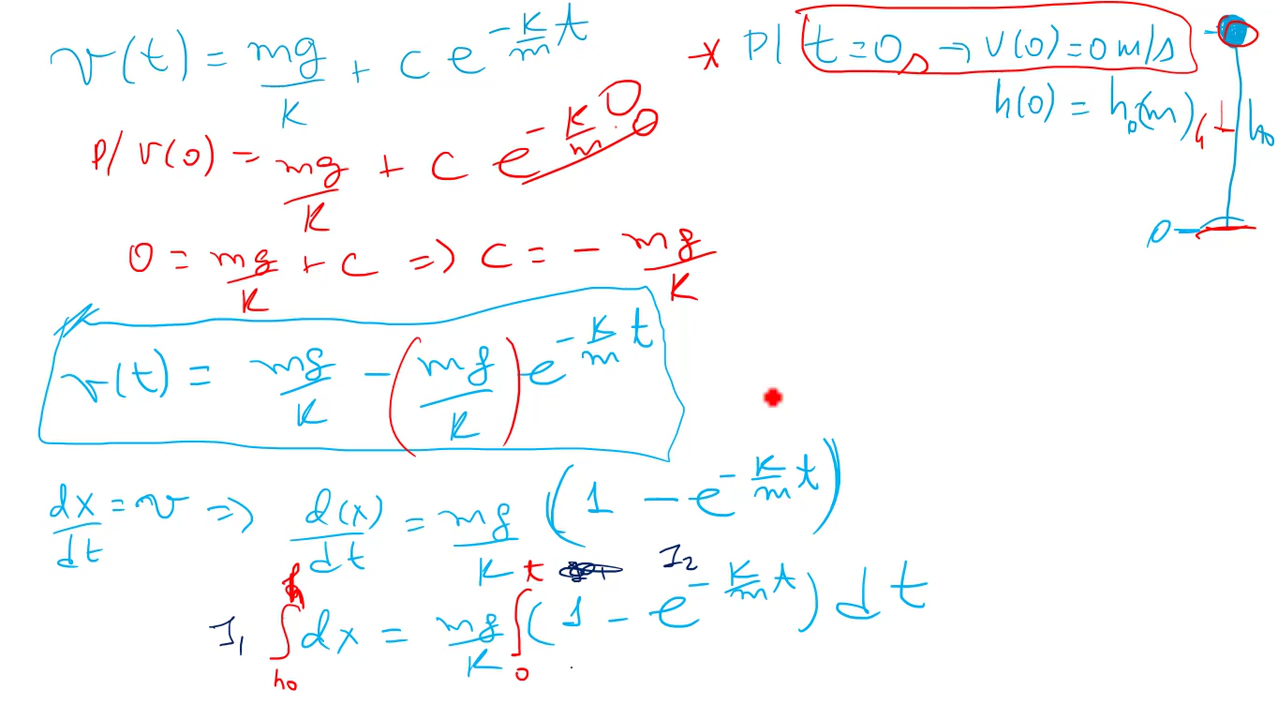 v(t) = mg/K + c e^{-K/m t}
* P/ t=0s → v(0)=0 m/s
h(0) = h₀(m)
h₀
0
P/ v(0) = mg/K + c e^{-K/m 0} 0
0 = mg/K + c => c = - mg/K
v(t) = mg/K - (mg/K) e^{-K/m t}
dx/dt = v => d(x)/dt = mg/K (1 - e^{-K/m t})
I₁ ∫_{h₀}^{h} dx = mg/K ∫_{0}^{t} (1 - e^{-K/m t}) dt I₂